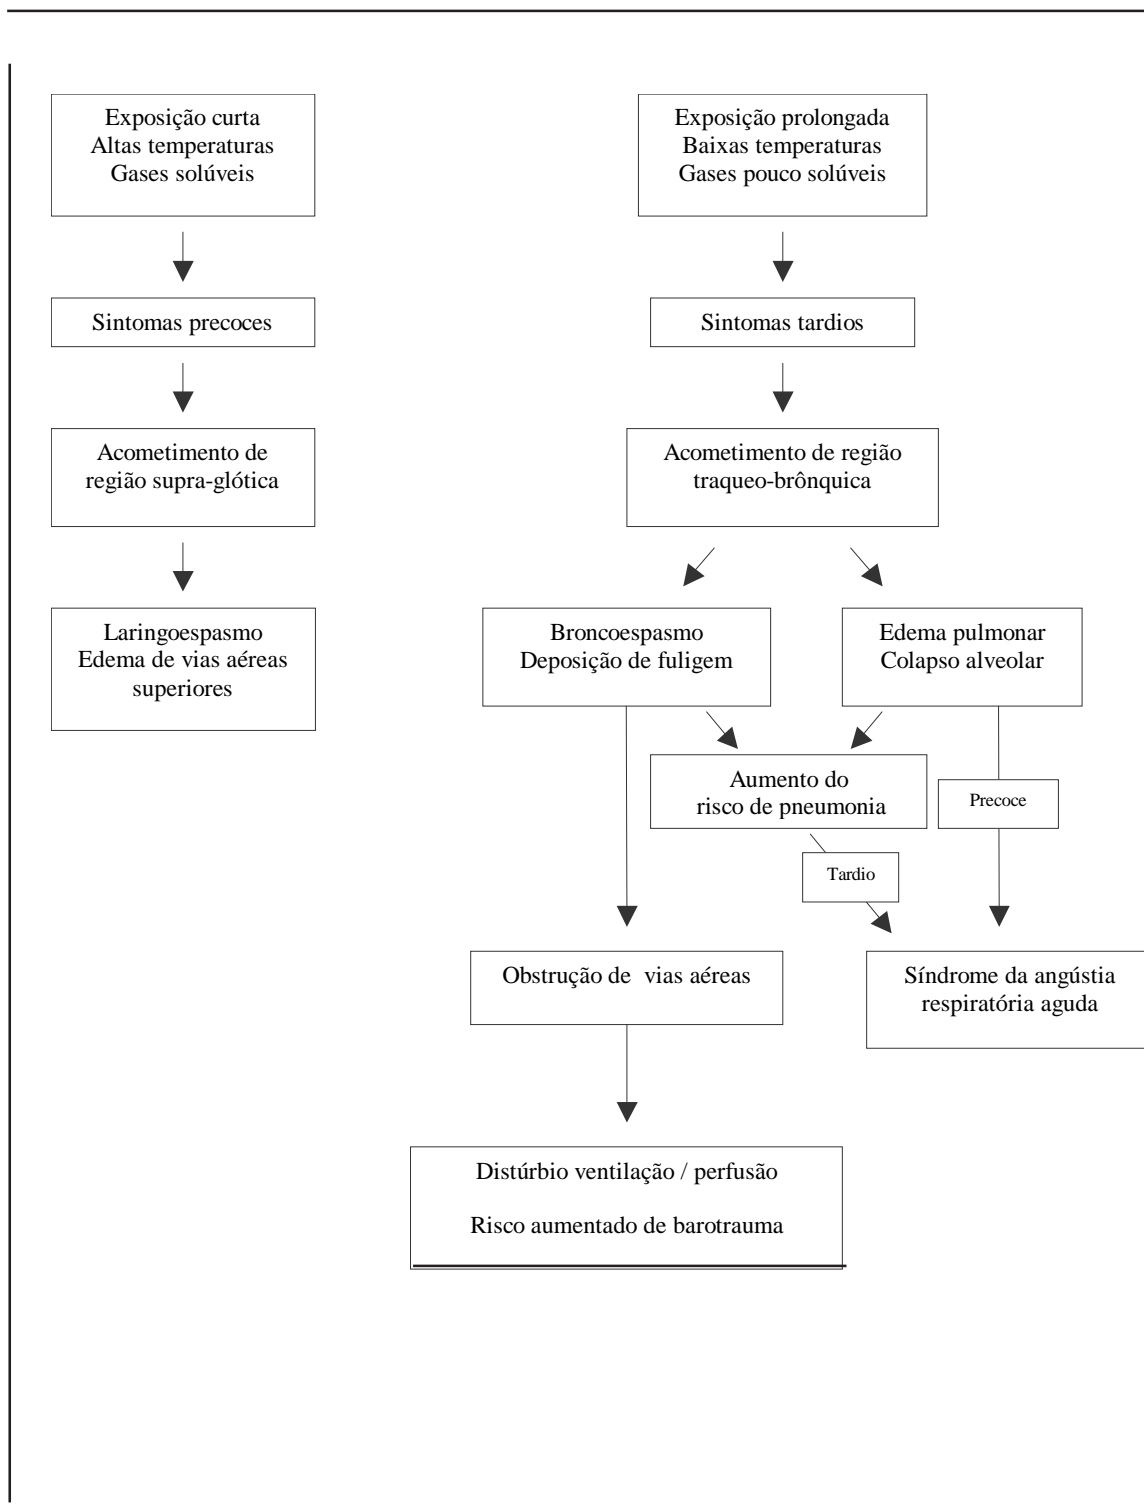 Exposição curta
Altas temperaturas
Gases solúveis
Sintomas precoces
Acometimento de
região supra-glótica
Laringoespasmo
Edema de vias aéreas
superiores
Exposição prolongada
Baixas temperaturas
Gases pouco solúveis
Sintomas tardios
Acometimento de região
traqueo-brônquica
Broncoespasmo
Deposição de fuligem
Edema pulmonar
Colapso alveolar
Aumento do
risco de pneumonia
Precoce
Tardio
Obstrução de vias aéreas
Síndrome da angústia
respiratória aguda
Distúrbio ventilação / perfusão
Risco aumentado de barotrauma